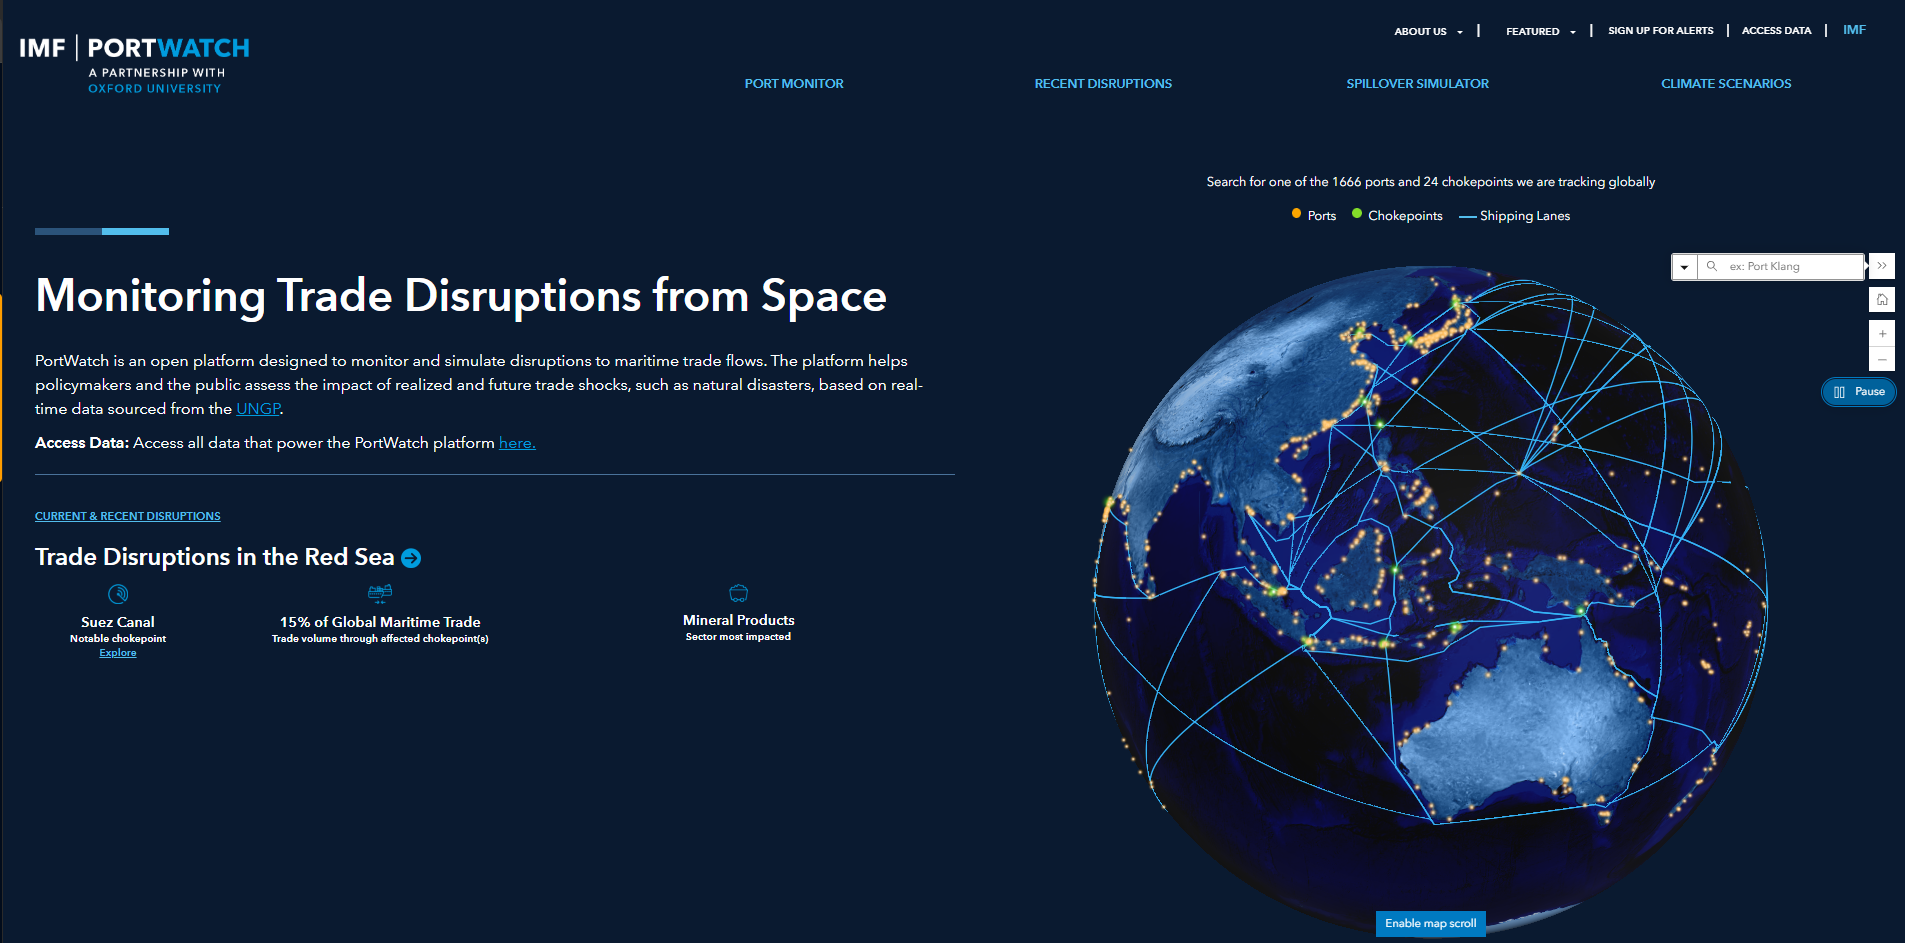 IMF | PORTWATCH
A PARTNERSHIP WITH
OXFORD UNIVERSITY
ABOUT US | FEATURED | SIGN UP FOR ALERTS | ACCESS DATA | IMF
PORT MONITOR RECENT DISRUPTIONS SPILLOVER SIMULATOR CLIMATE SCENARIOS
Search for one of the 1666 ports and 24 chokepoints we are tracking globally
Ports Chokepoints Shipping Lanes
ex: Port Klang
Pause
Monitoring Trade Disruptions from Space
PortWatch is an open platform designed to monitor and simulate disruptions to maritime trade flows. The platform helps
policymakers and the public assess the impact of realized and future trade shocks, such as natural disasters, based on real-
time data sourced from the UNGP.
Access Data: Access all data that power the PortWatch platform here.
CURRENT & RECENT DISRUPTIONS
Trade Disruptions in the Red Sea
Suez Canal
Notable chokepoint
Explore
15% of Global Maritime Trade
Trade volume through affected chokepoint(s)
Mineral Products
Sector most impacted
Enable map scroll